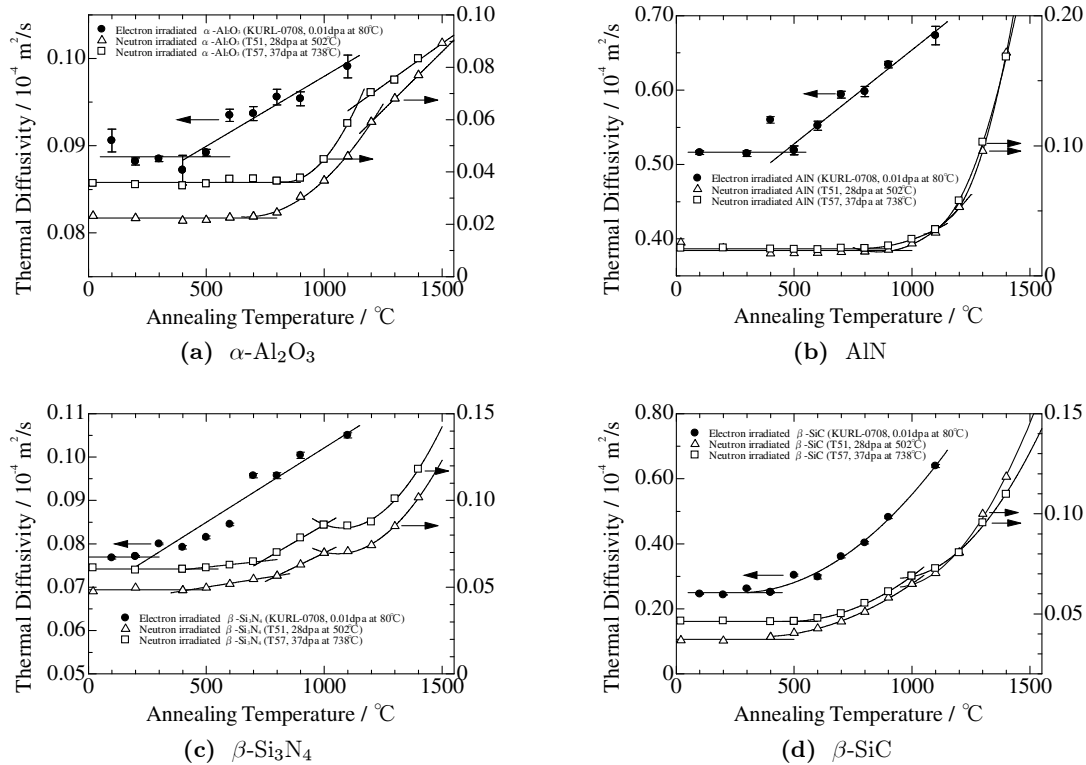 Thermal Diffusivity / 10⁻⁴ m²/s
0.10
0.09
0.08
Electron irradiated α-Al₂O₃ (KURL-0708, 0.01dpa at 80℃)
Neutron irradiated α-Al₂O₃ (T51, 28dpa at 502℃)
Neutron irradiated α-Al₂O₃ (T57, 37dpa at 738℃)
0.10
0.08
0.06
0.04
0.02
0
0 500 1000 1500
Annealing Temperature / ℃
(a) α-Al₂O₃
Thermal Diffusivity / 10⁻⁴ m²/s
0.70
0.60
0.50
0.40
Electron irradiated AlN (KURL-0708, 0.01dpa at 80℃)
Neutron irradiated AlN (T51, 28dpa at 502℃)
Neutron irradiated AlN (T57, 37dpa at 738℃)
0.20
0.10
0
0 500 1000 1500
Annealing Temperature / ℃
(b) AlN
Thermal Diffusivity / 10⁻⁴ m²/s
0.11
0.10
0.09
0.08
0.07
0.06
0.05
Electron irradiated β-Si₃N₄ (KURL-0708, 0.01dpa at 80℃)
Neutron irradiated β-Si₃N₄ (T51, 28dpa at 502℃)
Neutron irradiated β-Si₃N₄ (T57, 37dpa at 738℃)
0.15
0.10
0.05
0
0 500 1000 1500
Annealing Temperature / ℃
(c) β-Si₃N₄
Thermal Diffusivity / 10⁻⁴ m²/s
0.80
0.60
0.40
0.20
0
Electron irradiated β-SiC (KURL-0708, 0.01dpa at 80℃)
Neutron irradiated β-SiC (T51, 28dpa at 502℃)
Neutron irradiated β-SiC (T57, 37dpa at 738℃)
0.15
0.10
0.05
0
0 500 1000 1500
Annealing Temperature / ℃
(d) β-SiC